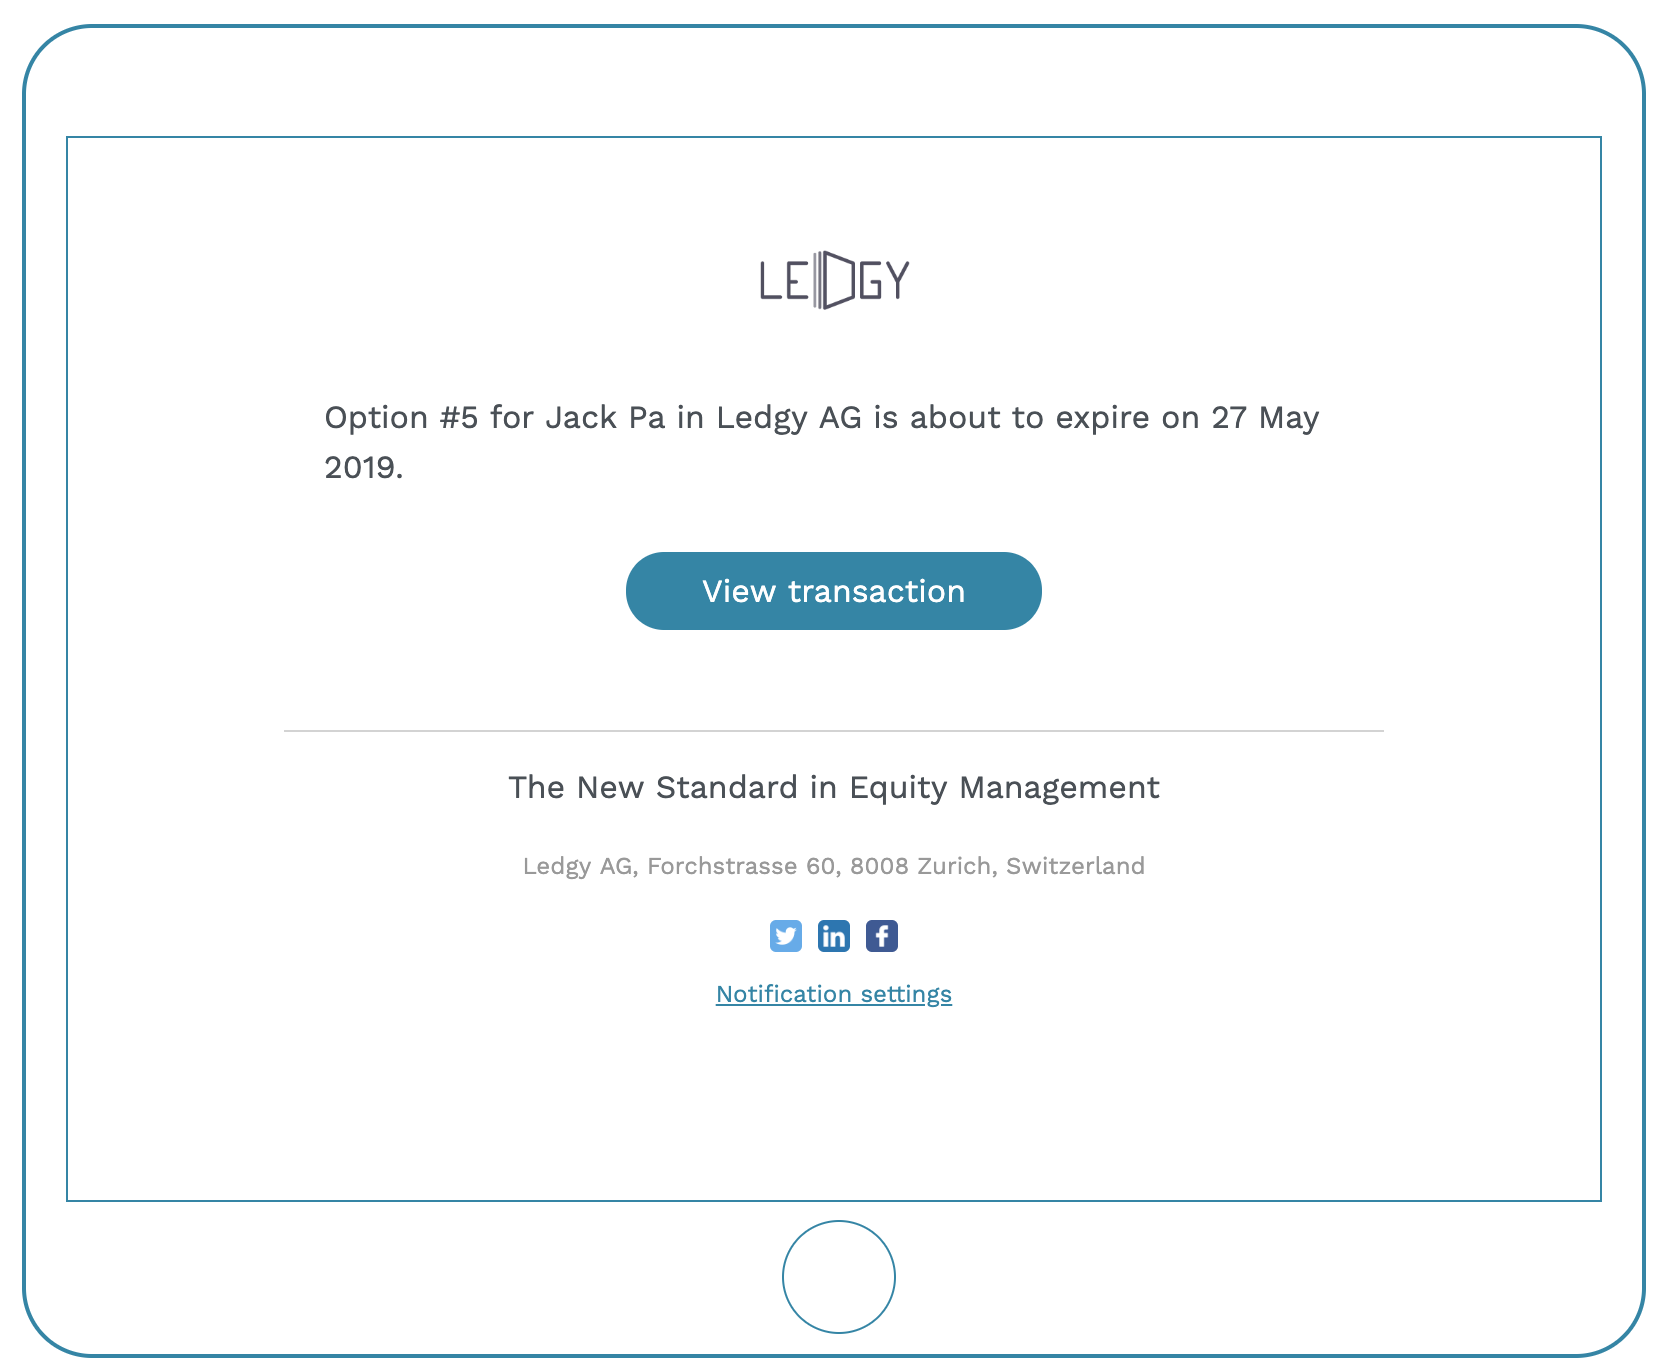 LEDGY
Option #5 for Jack Pa in Ledgy AG is about to expire on 27 May
2019.
View transaction
The New Standard in Equity Management
Ledgy AG, Forchstrasse 60, 8008 Zurich, Switzerland
in f
Notification settings